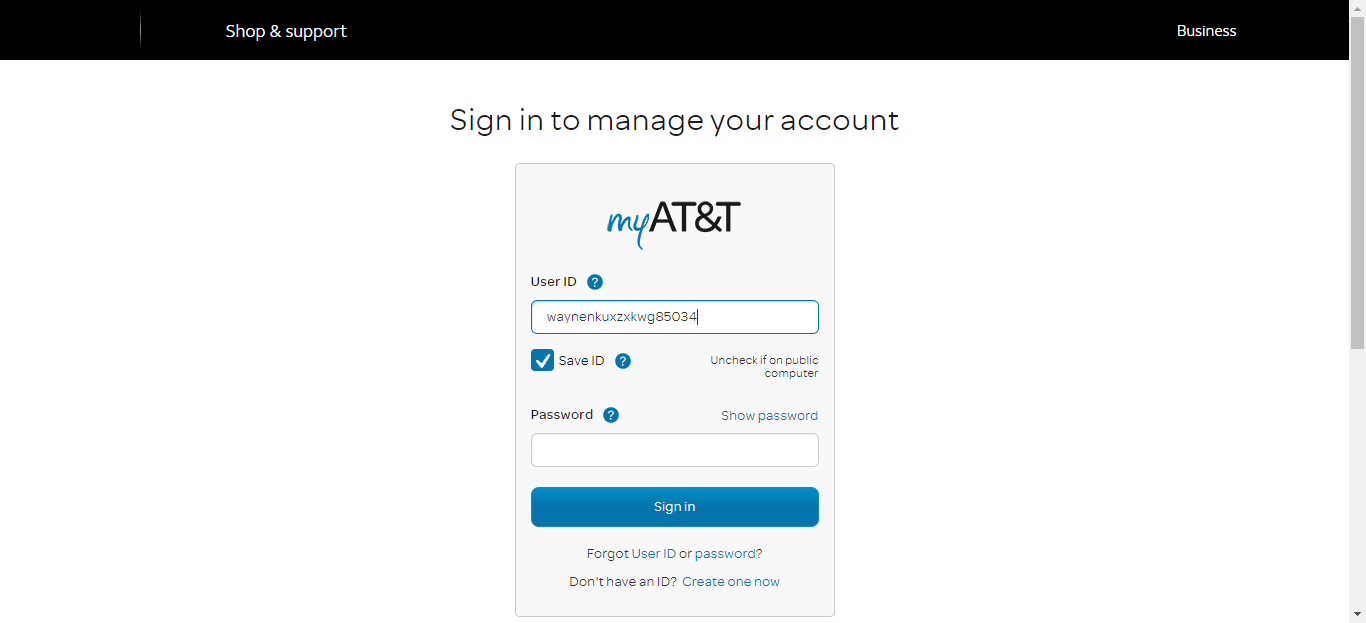 Shop & support
Business
Sign in to manage your account
myAT&T
User ID ?
waynenkuxzxkwg85034
Save ID ?
Uncheck if on public
computer
Password ?
Show password
Sign in
Forgot User ID or password?
Don't have an ID? Create one now